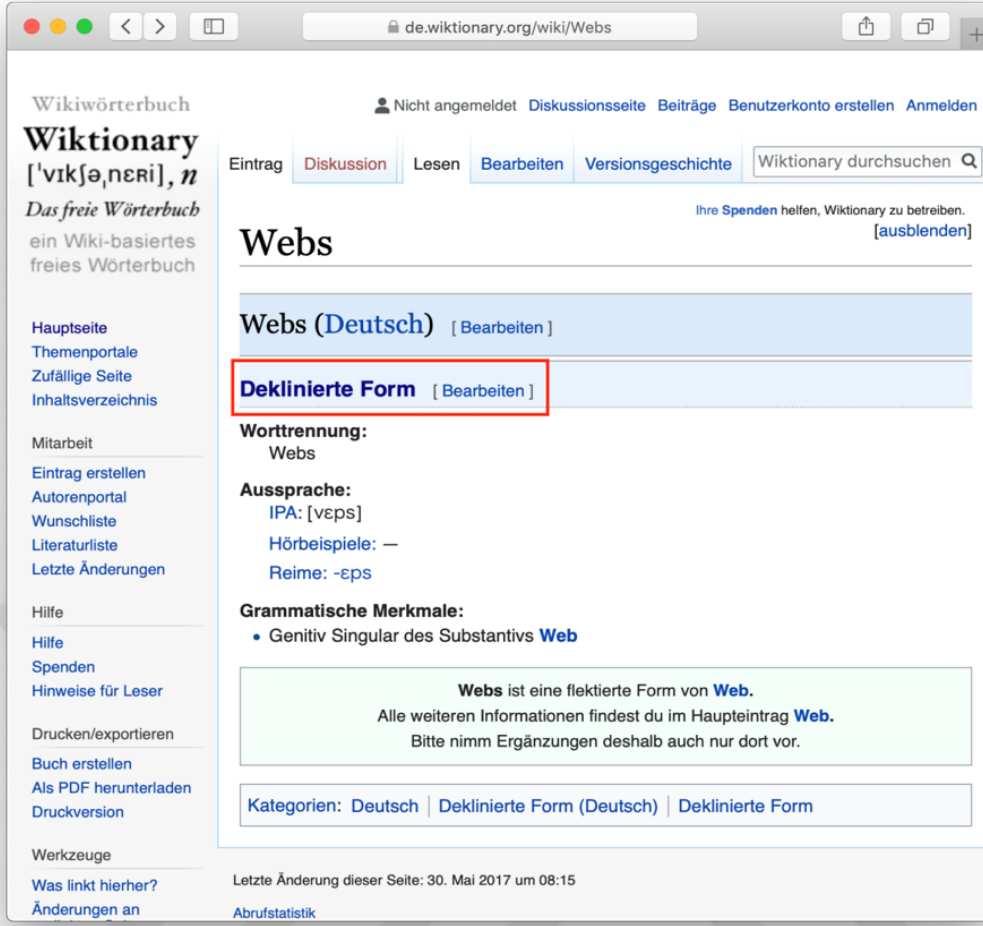 de.wiktionary.org/wiki/Webs
Wikiwörterbuch
Wiktionary
[ˈvɪkʃəˌnɛʀi], n
Das freie Wörterbuch
ein Wiki-basiertes
freies Wörterbuch
Hauptseite
Themenportale
Zufällige Seite
Inhaltsverzeichnis
Mitarbeit
Eintrag erstellen
Autorenportal
Wunschliste
Literaturliste
Letzte Änderungen
Hilfe
Hilfe
Spenden
Hinweise für Leser
Drucken/exportieren
Buch erstellen
Als PDF herunterladen
Druckversion
Werkzeuge
Was linkt hierher?
Änderungen an
Nicht angemeldet Diskussionsseite Beiträge Benutzerkonto erstellen Anmelden
Eintrag Diskussion Lesen Bearbeiten Versionsgeschichte Wiktionary durchsuchen
Ihre Spenden helfen, Wiktionary zu betreiben.
[ausblenden]
Webs
Webs (Deutsch) [ Bearbeiten ]
Deklinierte Form [ Bearbeiten ]
Worttrennung:
Webs
Aussprache:
IPA: [vɛps]
Hörbeispiele: —
Reime: -ɛps
Grammatische Merkmale:
• Genitiv Singular des Substantivs Web
Webs ist eine flektierte Form von Web.
Alle weiteren Informationen findest du im Haupteintrag Web.
Bitte nimm Ergänzungen deshalb auch nur dort vor.
Kategorien: Deutsch | Deklinierte Form (Deutsch) | Deklinierte Form
Letzte Änderung dieser Seite: 30. Mai 2017 um 08:15
Abrufstatistik